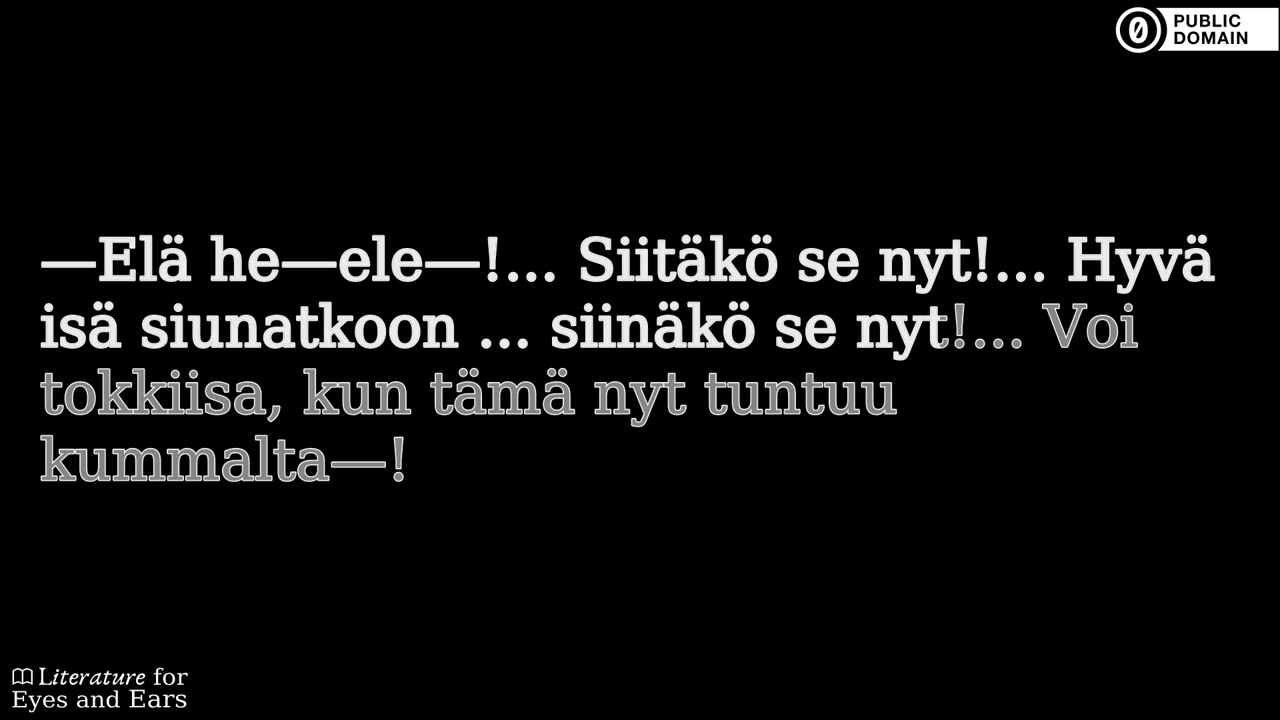 PUBLIC
DOMAIN
—Elä he—ele—!... Siitäkö se nyt!... Hyvä
isä siunatkoon ... siinäkö se nyt!... Voi
tokkiisa, kun tämä nyt tuntuu
kummalta—!
Literature for
Eyes and Ears